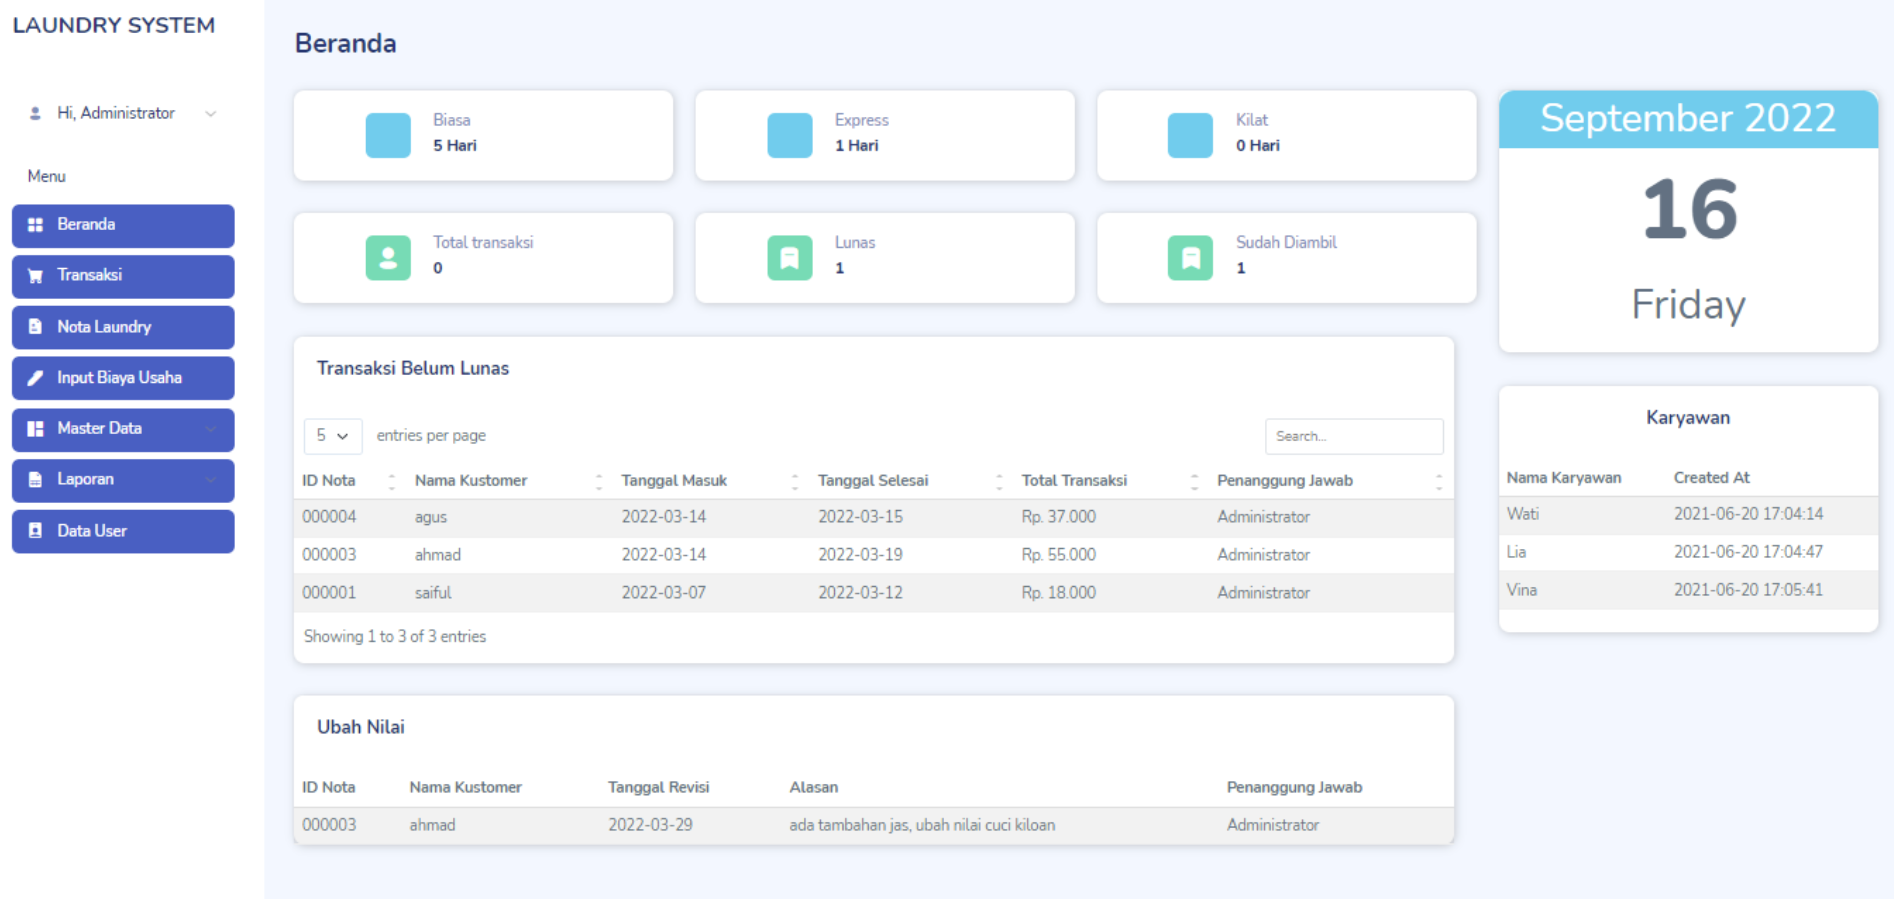 LAUNDRY SYSTEM
Hi, Administrator
Menu
Beranda
Transaksi
Nota Laundry
Input Biaya Usaha
Master Data
Laporan
Data User
Beranda
Biasa
5 Hari
Express
1 Hari
Kilat
0 Hari
Total transaksi
0
Lunas
1
Sudah Diambil
1
September 2022
16
Friday
Transaksi Belum Lunas
5 entries per page Search...
ID Nota Nama Kustomer Tanggal Masuk Tanggal Selesai Total Transaksi Penanggung Jawab
000004 agus 2022-03-14 2022-03-15 Rp. 37.000 Administrator
000003 ahmad 2022-03-14 2022-03-19 Rp. 55.000 Administrator
000001 saiful 2022-03-07 2022-03-12 Rp. 18.000 Administrator
Showing 1 to 3 of 3 entries
Karyawan
Nama Karyawan Created At
Wati 2021-06-20 17:04:14
Lia 2021-06-20 17:04:47
Vina 2021-06-20 17:05:41
Ubah Nilai
ID Nota Nama Kustomer Tanggal Revisi Alasan Penanggung Jawab
000003 ahmad 2022-03-29 ada tambahan jas, ubah nilai cuci kiloan Administrator